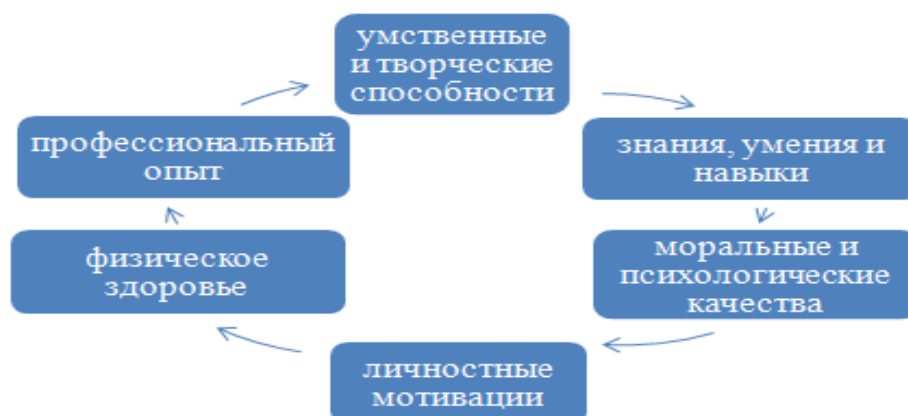 умственные
и творческие
способности
знания, умения и
навыки
моральные и
психологические
качества
личностные
мотивации
физическое
здоровье
профессиональный
опыт